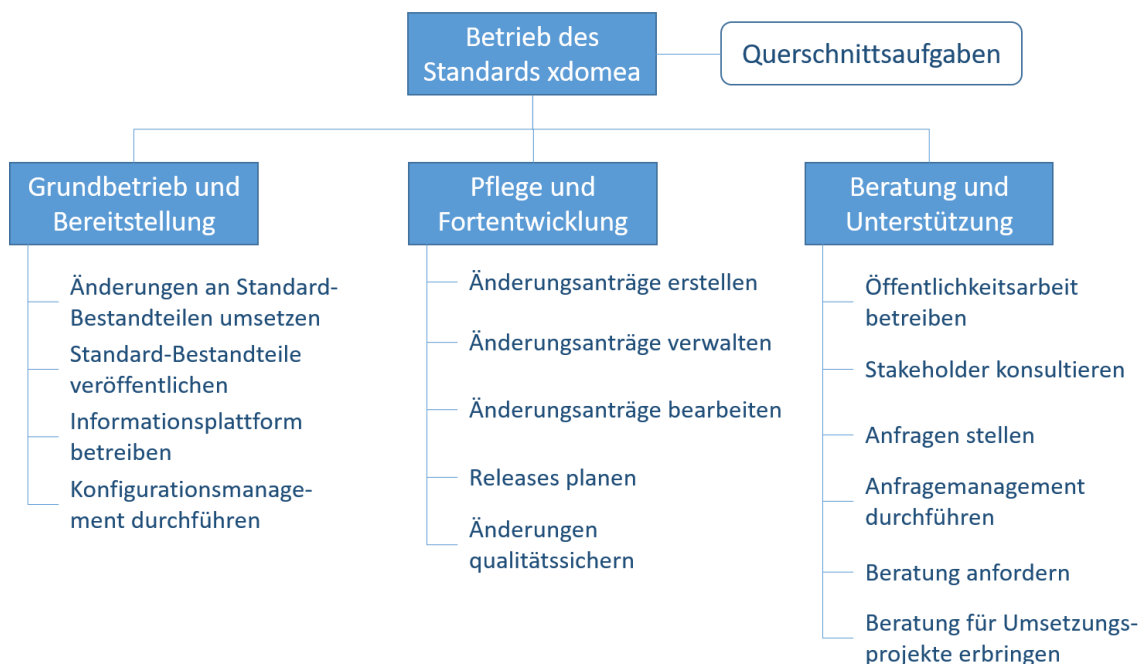 Betrieb des
Standards xdomea
Querschnittsaufgaben
Grundbetrieb und
Bereitstellung
Änderungen an Standard-
Bestandteilen umsetzen
Standard-Bestandteile
veröffentlichen
Informationsplattform
betreiben
Konfigurationsmanage-
ment durchführen
Pflege und
Fortentwicklung
Änderungsanträge erstellen
Änderungsanträge verwalten
Änderungsanträge bearbeiten
Releases planen
Änderungen
qualitätssichern
Beratung und
Unterstützung
Öffentlichkeitsarbeit
betreiben
Stakeholder konsultieren
Anfragen stellen
Anfragemanagement
durchführen
Beratung anfordern
Beratung für Umsetzungs-
projekte erbringen